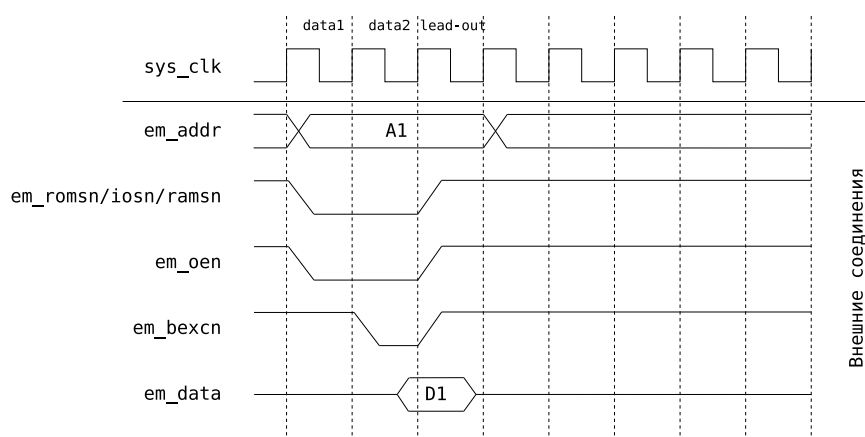 data1 data2 lead-out
sys_clk
em_addr A1
em_romsn/iosn/ramsn
em_oen
em_bexcn
em_data D1
Внешние соединения